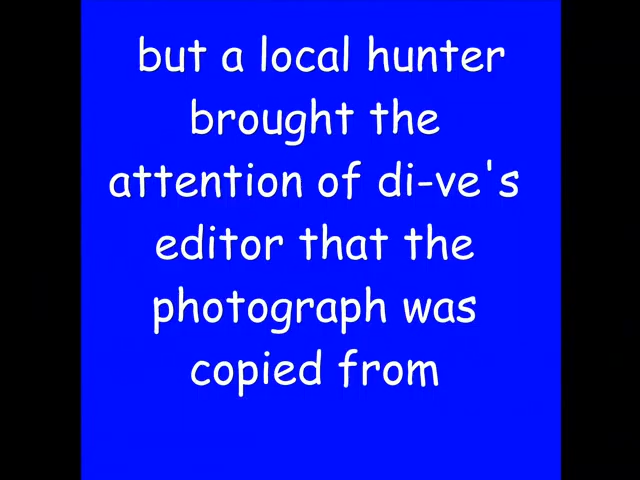 but a local hunter
brought the
attention of di-ve's
editor that the
photograph was
copied from